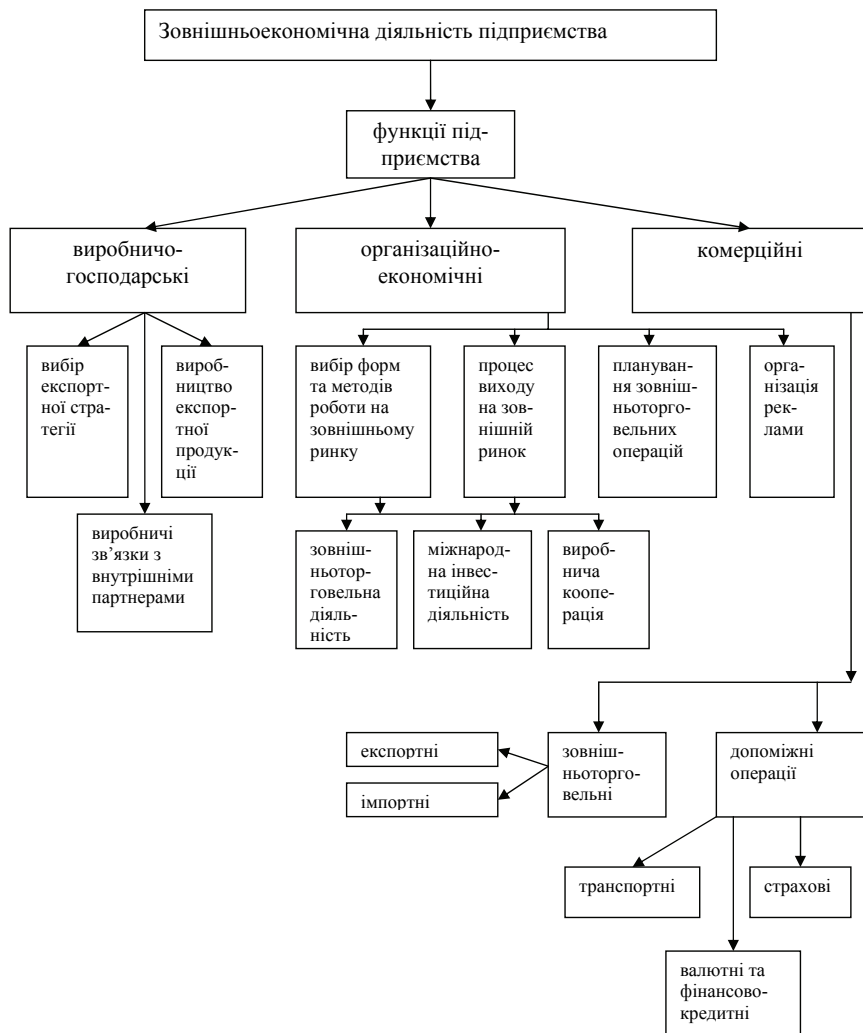 Зовнішньоекономічна діяльність підприємства
функції під-
приємства
виробничо-
господарські
організаційно-
економічні
комерційні
вибір
експорт-
ної стра-
тегії
вироб-
ництво
експор-
тної
продук-
ції
вибір форм
та методів
роботи на
зовнішньому
ринку
процес
виходу
на зов-
нішній
ринок
плануван-
ня зовніш-
ньоторго-
вельних
операцій
орга-
нізація
рек-
лами
виробничі
зв’язки з
внутрішніми
партнерами
зовніш-
ньотор-
говельна
діяль-
ність
міжнарод-
на інвес-
тиційна
діяльність
вироб-
нича
коопе-
рація
експортні
імпортні
зовніш-
ньоторго-
вельні
допоміжні
операції
транспортні
страхові
валютні та
фінансово-
кредитні